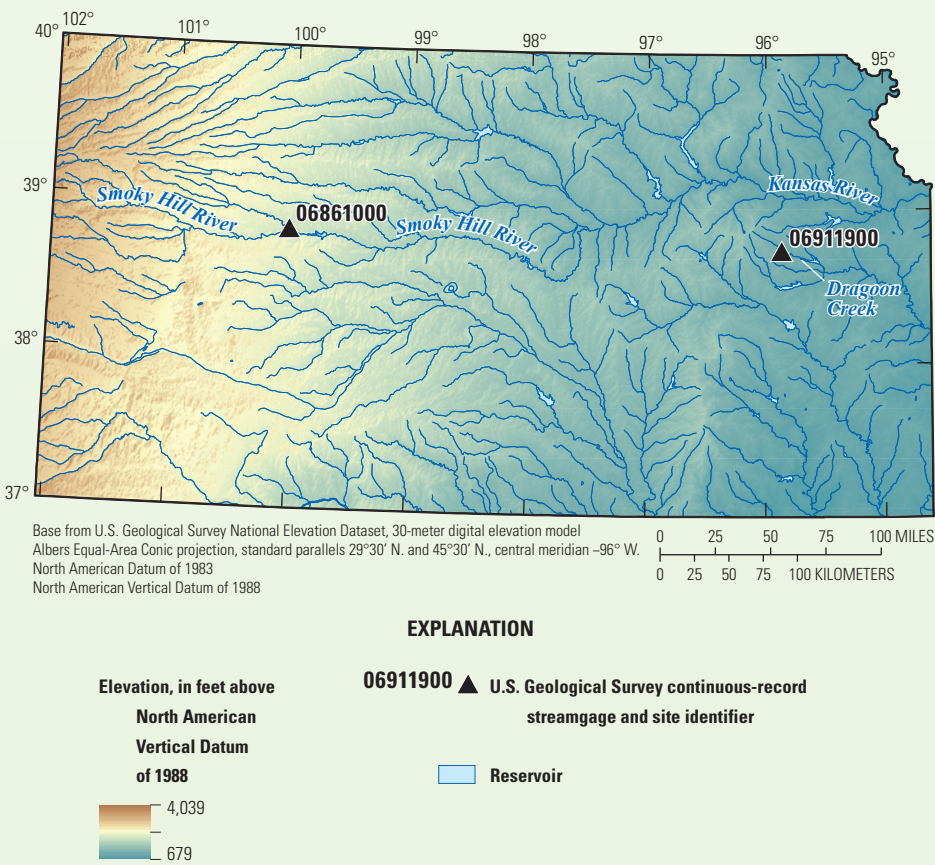 102°
40°
101°
100°
99°
98°
97°
96°
95°
39°
Smoky Hill River
06861000
Smoky Hill River
Kansas River
06911900
Dragoon
Creek
38°
37°
Base from U.S. Geological Survey National Elevation Dataset, 30-meter digital elevation model
Albers Equal-Area Conic projection, standard parallels 29°30′ N. and 45°30′ N., central meridian –96° W.
North American Datum of 1983
North American Vertical Datum of 1988
0 25 50 75 100 MILES
0 25 50 75 100 KILOMETERS
EXPLANATION
Elevation, in feet above
North American
Vertical Datum
of 1988
4,039
679
06911900 U.S. Geological Survey continuous-record
streamgage and site identifier
Reservoir